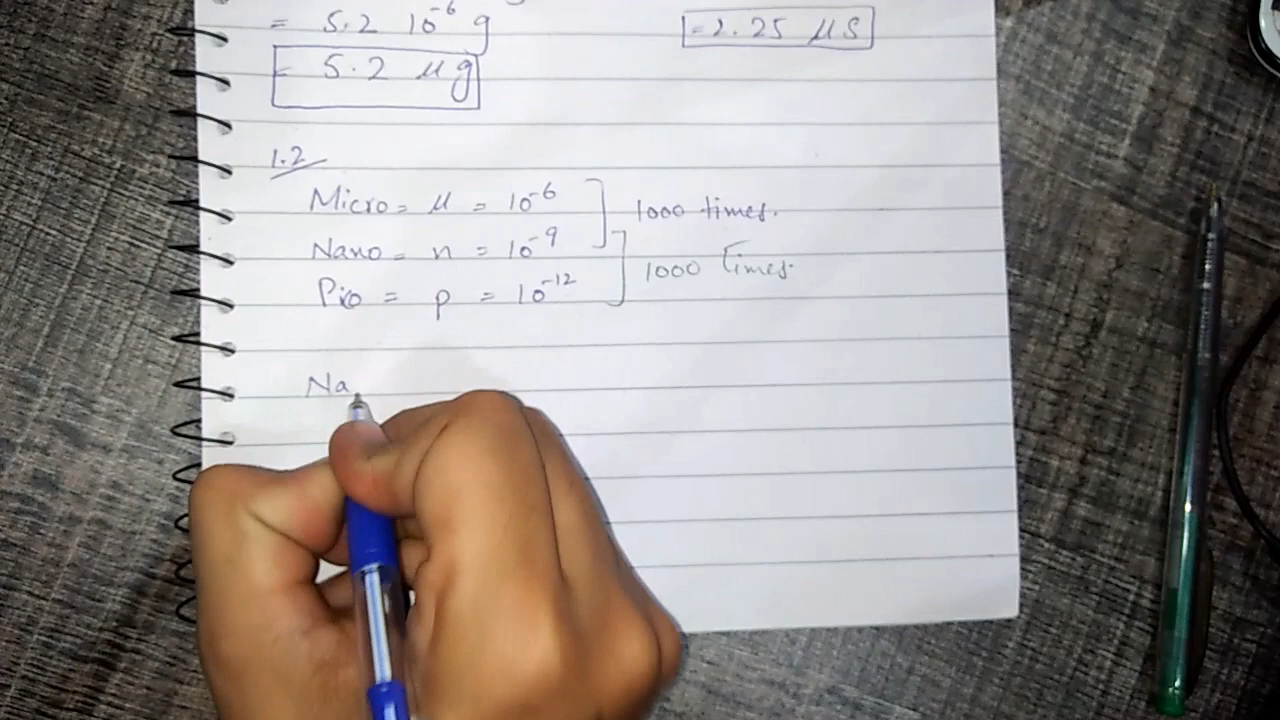 = 5.2 10⁻⁶ g
= 5.2 μg
= 2.25 μS
1.2
Micro = μ = 10⁻⁶
Nano = n = 10⁻⁹
Pico = p = 10⁻¹²
1000 times.
1000 Times.
Na